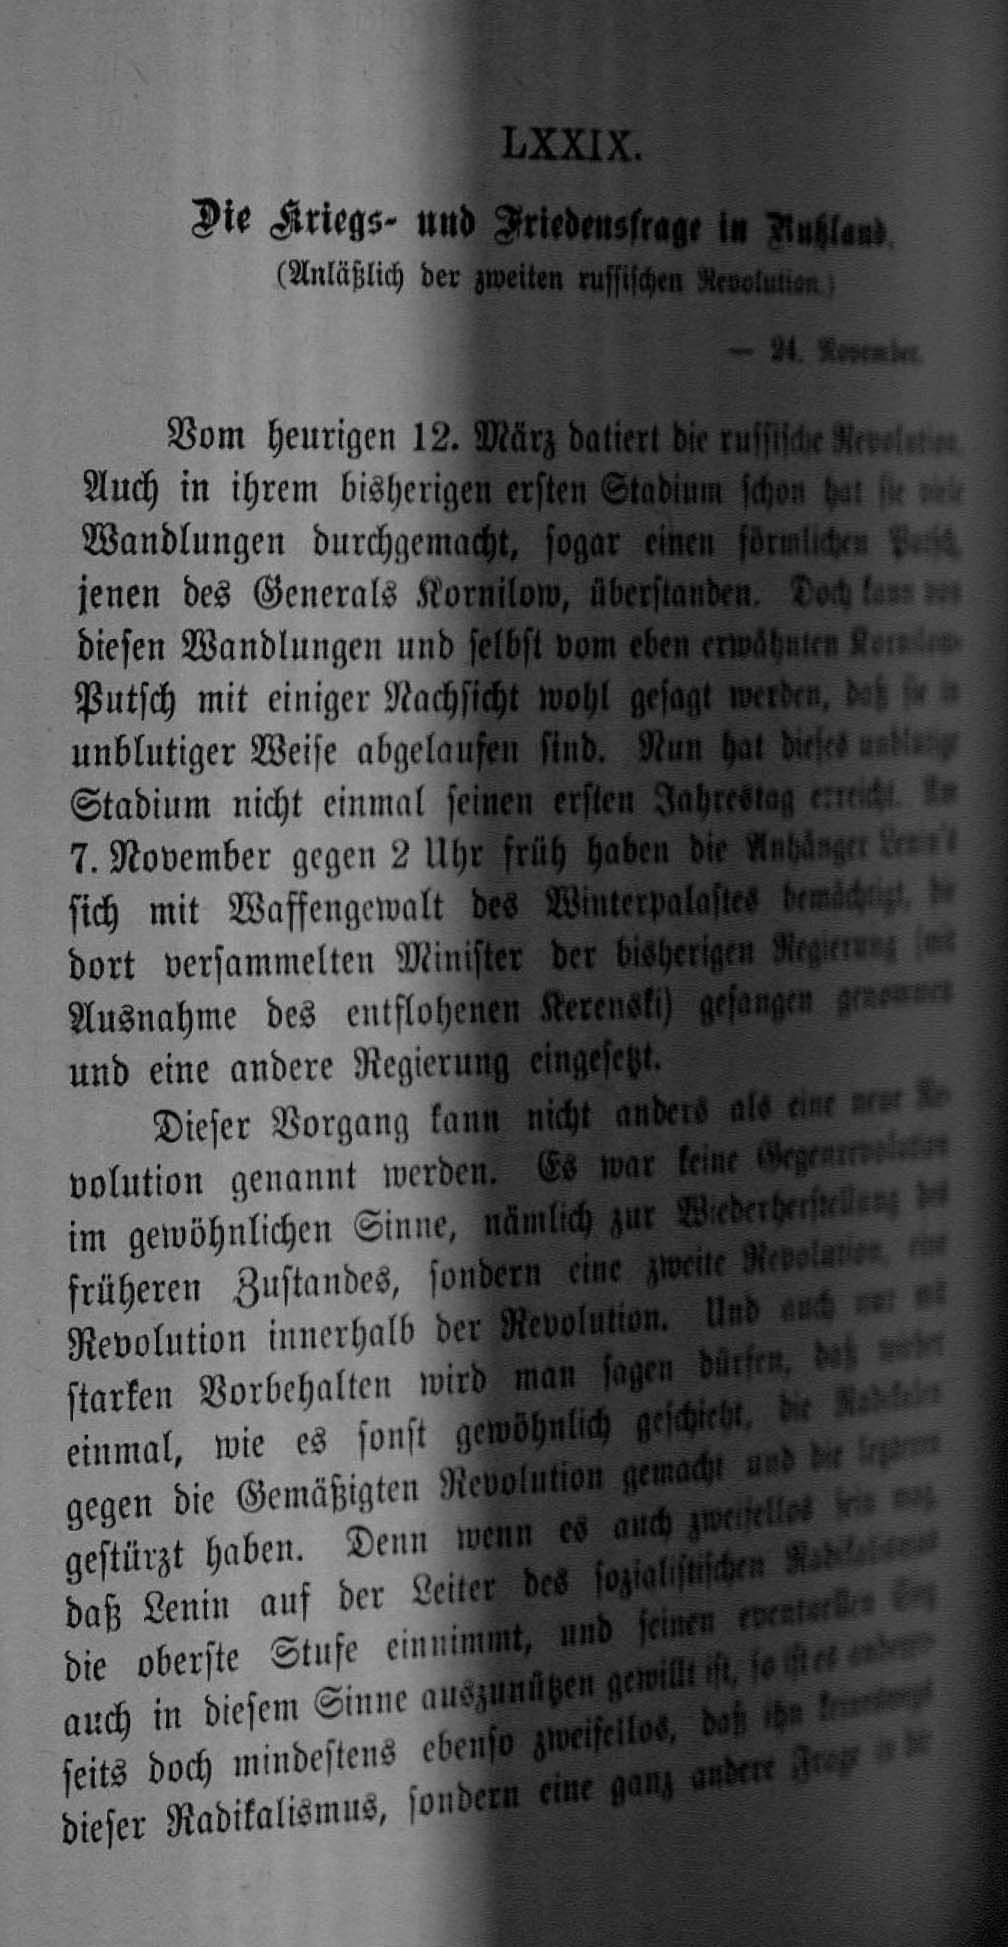 LXXIX.
Die Kriegs- und Friedensfrage in Rußland.
(Anläßlich der zweiten russischen Revolution.)
— 24. November.
Vom heurigen 12. März datiert die russische Revolution.
Auch in ihrem bisherigen ersten Stadium schon hat sie viele
Wandlungen durchgemacht, sogar einen förmlichen Putsch,
jenen des Generals Kornilow, überstanden. Doch kann von
diesen Wandlungen und selbst vom eben erwähnten Kornilow-
Putsch mit einiger Nachsicht wohl gesagt werden, daß sie in
unblutiger Weise abgelaufen sind. Nun hat dieses unblutige
Stadium nicht einmal seinen ersten Jahrestag erreicht. Am
7. November gegen 2 Uhr früh haben die Anhänger Lenin's
sich mit Waffengewalt des Winterpalastes bemächtigt, die
dort versammelten Minister der bisherigen Regierung (mit
Ausnahme des entflohenen Kerenski) gefangen genommen
und eine andere Regierung eingesetzt.
Dieser Vorgang kann nicht anders als eine neue Re-
volution genannt werden. Es war keine Gegenrevolution
im gewöhnlichen Sinne, nämlich zur Wiederherstellung des
früheren Zustandes, sondern eine zweite Revolution, eine
Revolution innerhalb der Revolution. Und auch nur mit
starken Vorbehalten wird man sagen dürfen, daß wieder
einmal, wie es sonst gewöhnlich geschieht, die Radikalen
gegen die Gemäßigten Revolution gemacht und die letzteren
gestürzt haben. Denn wenn es auch zweifellos sein mag,
daß Lenin auf der Leiter des sozialistischen Radikalismus
die oberste Stufe einnimmt, und seinen eventuellen Sieg
auch in diesem Sinne auszunützen gewillt ist, so ist es anderer-
seits doch mindestens ebenso zweifellos, daß ihn keineswegs
dieser Radikalismus, sondern eine ganz andere Frage in die